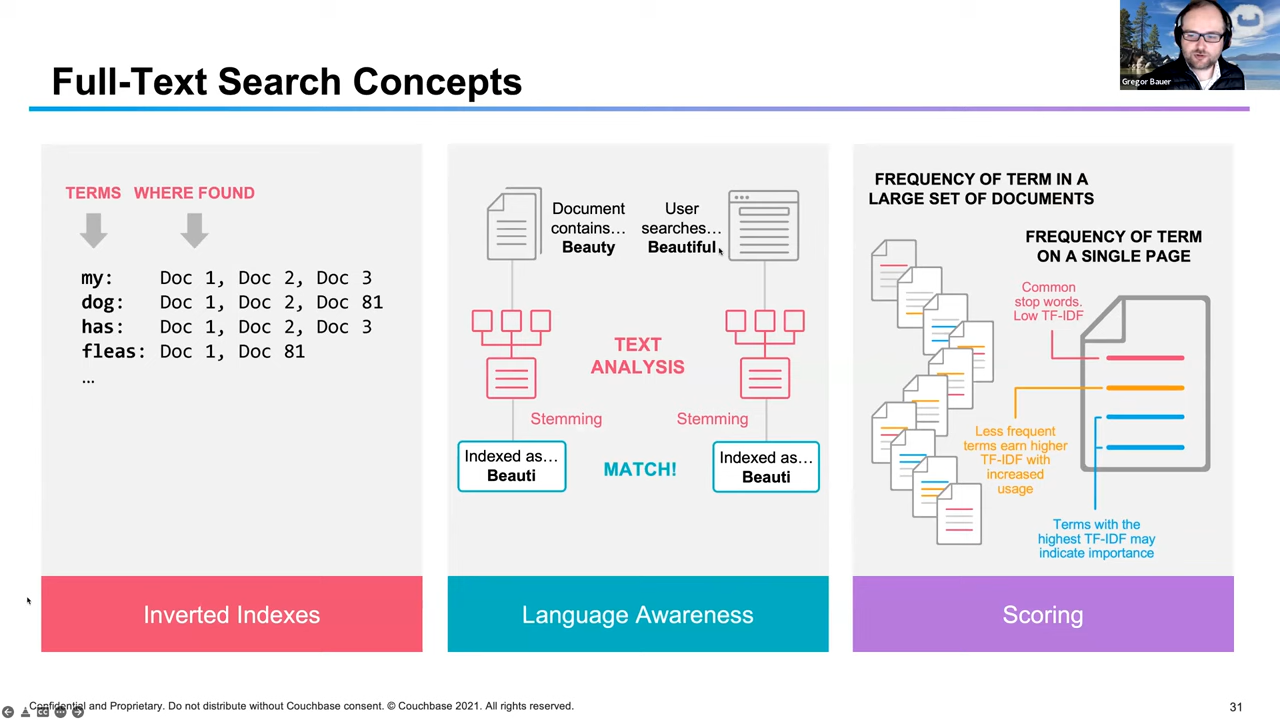 Gregor Bauer
Full-Text Search Concepts
TERMS WHERE FOUND
my: Doc 1, Doc 2, Doc 3
dog: Doc 1, Doc 2, Doc 81
has: Doc 1, Doc 2, Doc 3
fleas: Doc 1, Doc 81
…
Inverted Indexes
Document
contains…
Beauty
User
searches…
Beautiful
TEXT
ANALYSIS
Stemming
Stemming
Indexed as…
Beauti
MATCH!
Indexed as…
Beauti
Language Awareness
FREQUENCY OF TERM IN A
LARGE SET OF DOCUMENTS
FREQUENCY OF TERM
ON A SINGLE PAGE
Common
stop words.
Low TF-IDF
Less frequent
terms earn higher
TF-IDF with
increased
usage
Terms with the
highest TF-IDF may
indicate importance
Scoring
Confidential and Proprietary. Do not distribute without Couchbase consent. © Couchbase 2021. All rights reserved.
31